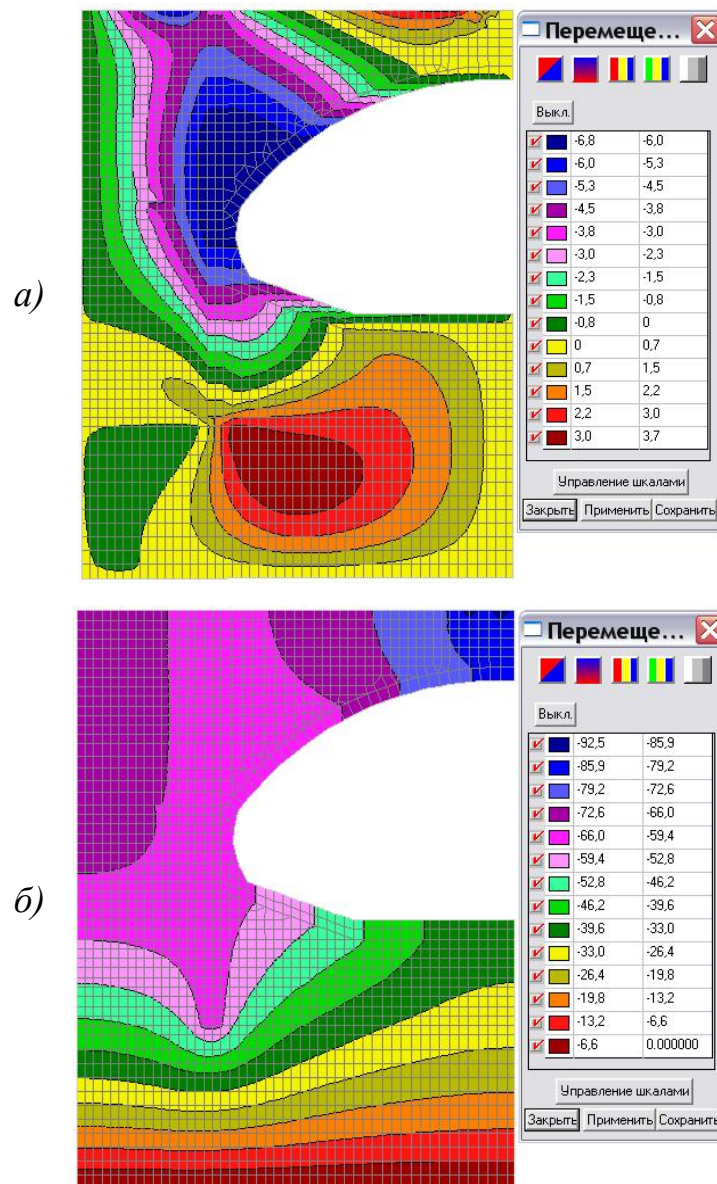 Перемеще...
Выкл.
-6,8 -6,0
-6,0 -5,3
-5,3 -4,5
-4,5 -3,8
-3,8 -3,0
-3,0 -2,3
-2,3 -1,5
-1,5 -0,8
-0,8 0
0 0,7
0,7 1,5
1,5 2,2
2,2 3,0
3,0 3,7
Управление шкалами
Закрыть Применить Сохранить
а)
Перемеще...
Выкл.
-92,5 -85,9
-85,9 -79,2
-79,2 -72,6
-72,6 -66,0
-66,0 -59,4
-59,4 -52,8
-52,8 -46,2
-46,2 -39,6
-39,6 -33,0
-33,0 -26,4
-26,4 -19,8
-19,8 -13,2
-13,2 -6,6
-6,6 0.000000
Управление шкалами
Закрыть Применить Сохранить
б)